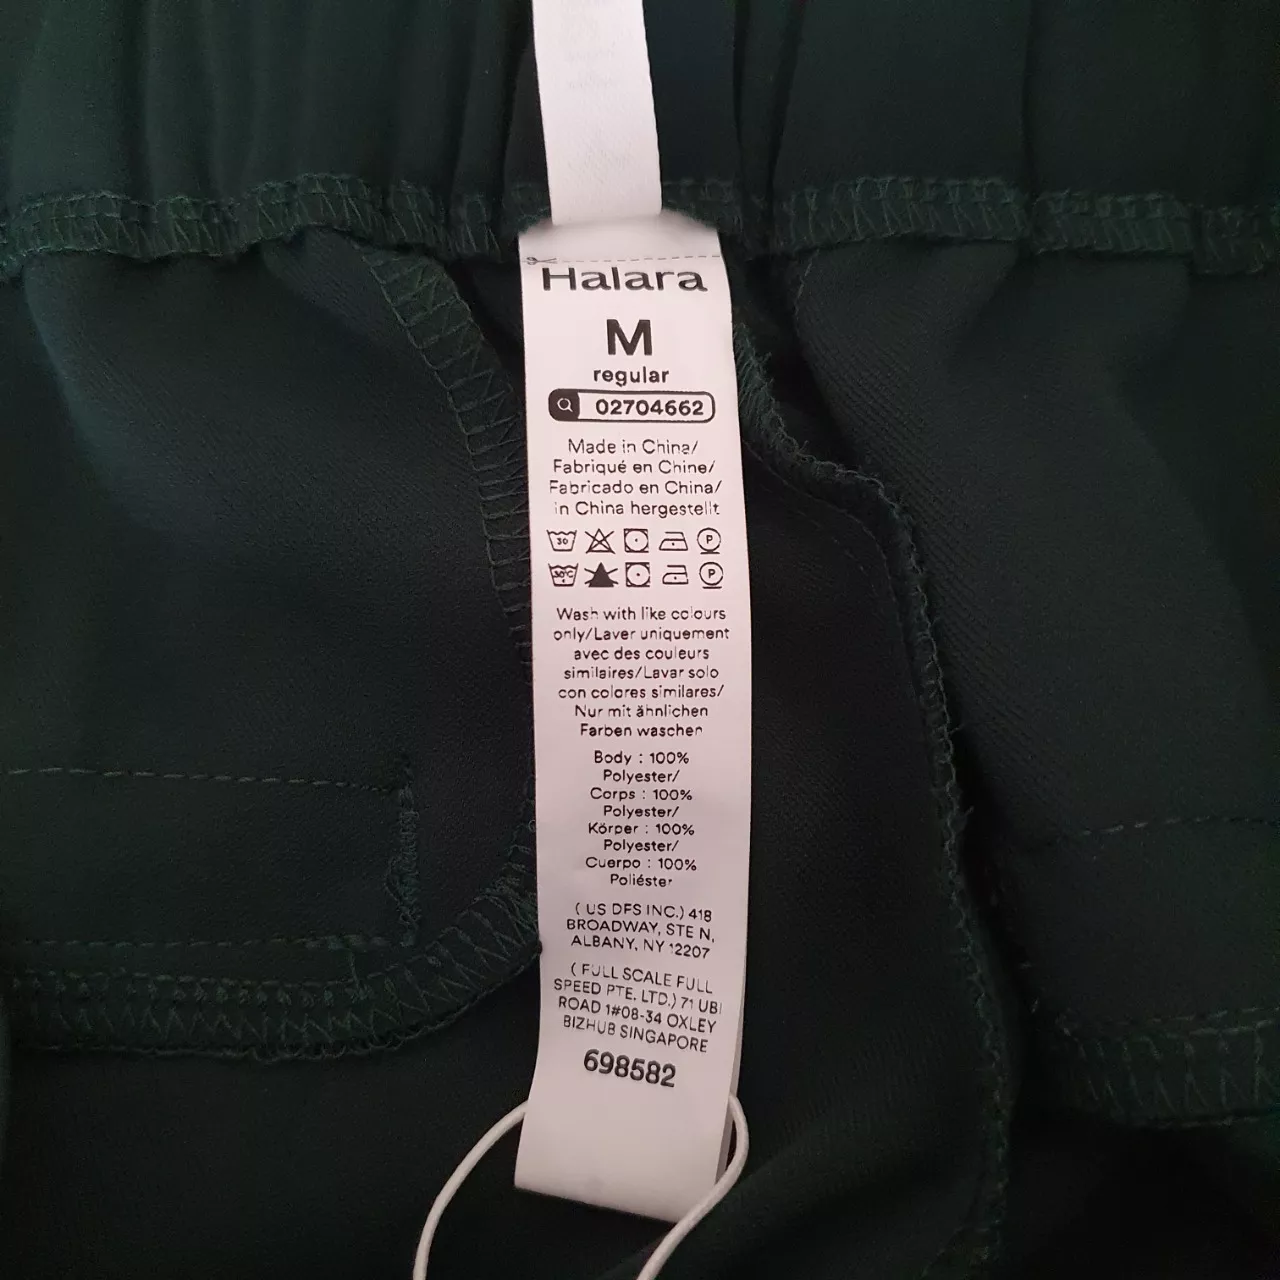 Halara
M
regular
02704662
Made in China/
Fabriqué en Chine/
Fabricado en China/
in China hergestellt
30
P
30°C
P
Wash with like colours
only/Laver uniquement
avec des couleurs
similaires/Lavar solo
con colores similares/
Nur mit ähnlichen
Farben waschen
Body : 100%
Polyester/
Corps : 100%
Polyester/
Körper : 100%
Polyester/
Cuerpo : 100%
Poliéster
( US DFS INC.) 418
BROADWAY, STE N,
ALBANY, NY 12207
( FULL SCALE FULL
SPEED PTE. LTD.) 71 UBI
ROAD 1#08-34 OXLEY
BIZHUB SINGAPORE
698582